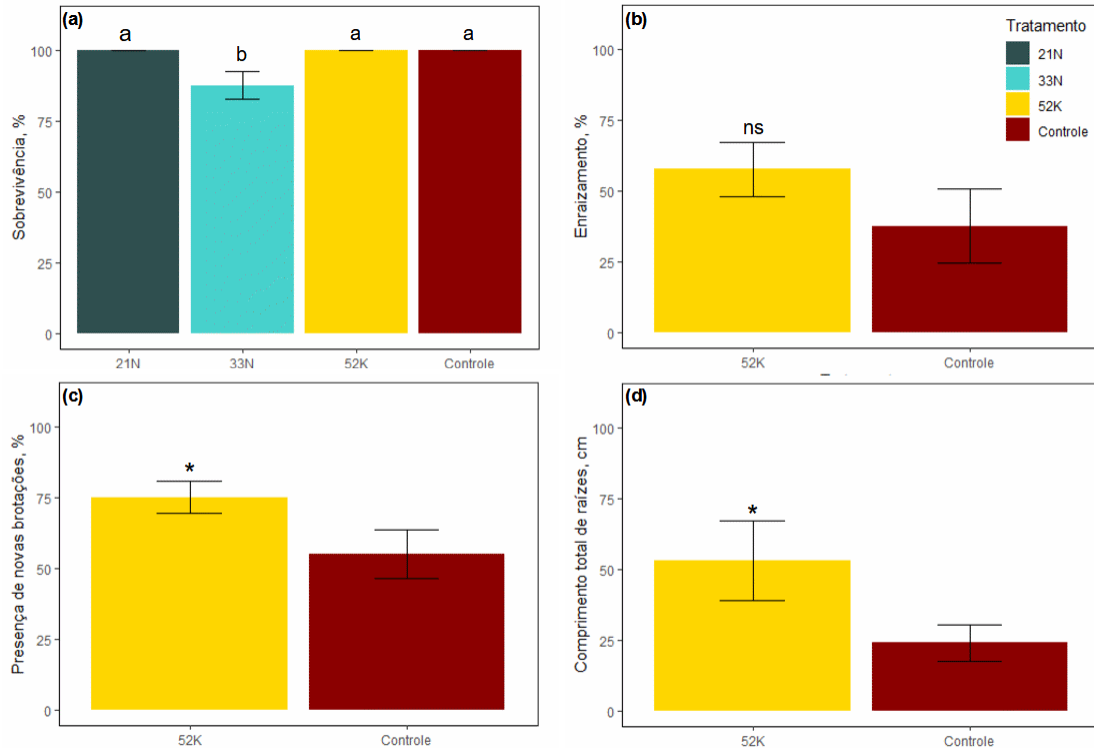 (a)
Sobrevivência, %
100
75
50
25
0
a
b
a
a
21N
33N
52K
Controle
(b)
Enraizamento, %
100
75
50
25
0
ns
52K
Controle
Tratamento
21N
33N
52K
Controle
(c)
Presença de novas brotações, %
100
75
50
25
0
*
52K
Controle
(d)
Comprimento total de raízes, cm
100
75
50
25
0
*
52K
Controle